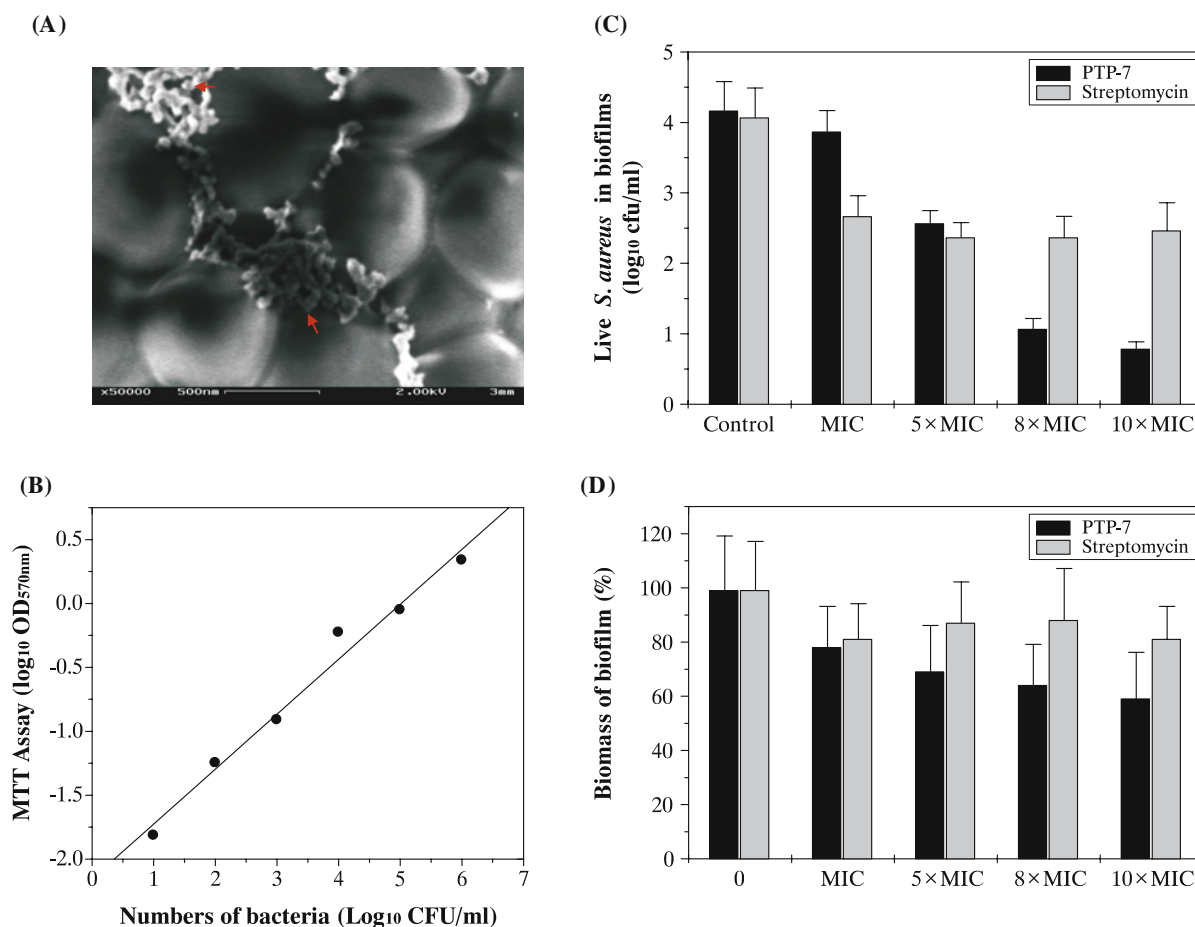 (A)
x50000 500nm 2.00kV 3mm
(B)
MTT Assay (log10 OD570nm)
0.5
0.0
-0.5
-1.0
-1.5
-2.0
0 1 2 3 4 5 6 7
Numbers of bacteria (Log10 CFU/ml)
(C)
Live S. aureus in biofilms
(log10 cfu/ml)
5
4
3
2
1
0
PTP-7
Streptomycin
Control MIC 5×MIC 8×MIC 10×MIC
(D)
Biomass of biofilm (%)
120
100
80
60
40
20
0
PTP-7
Streptomycin
0 MIC 5×MIC 8×MIC 10×MIC